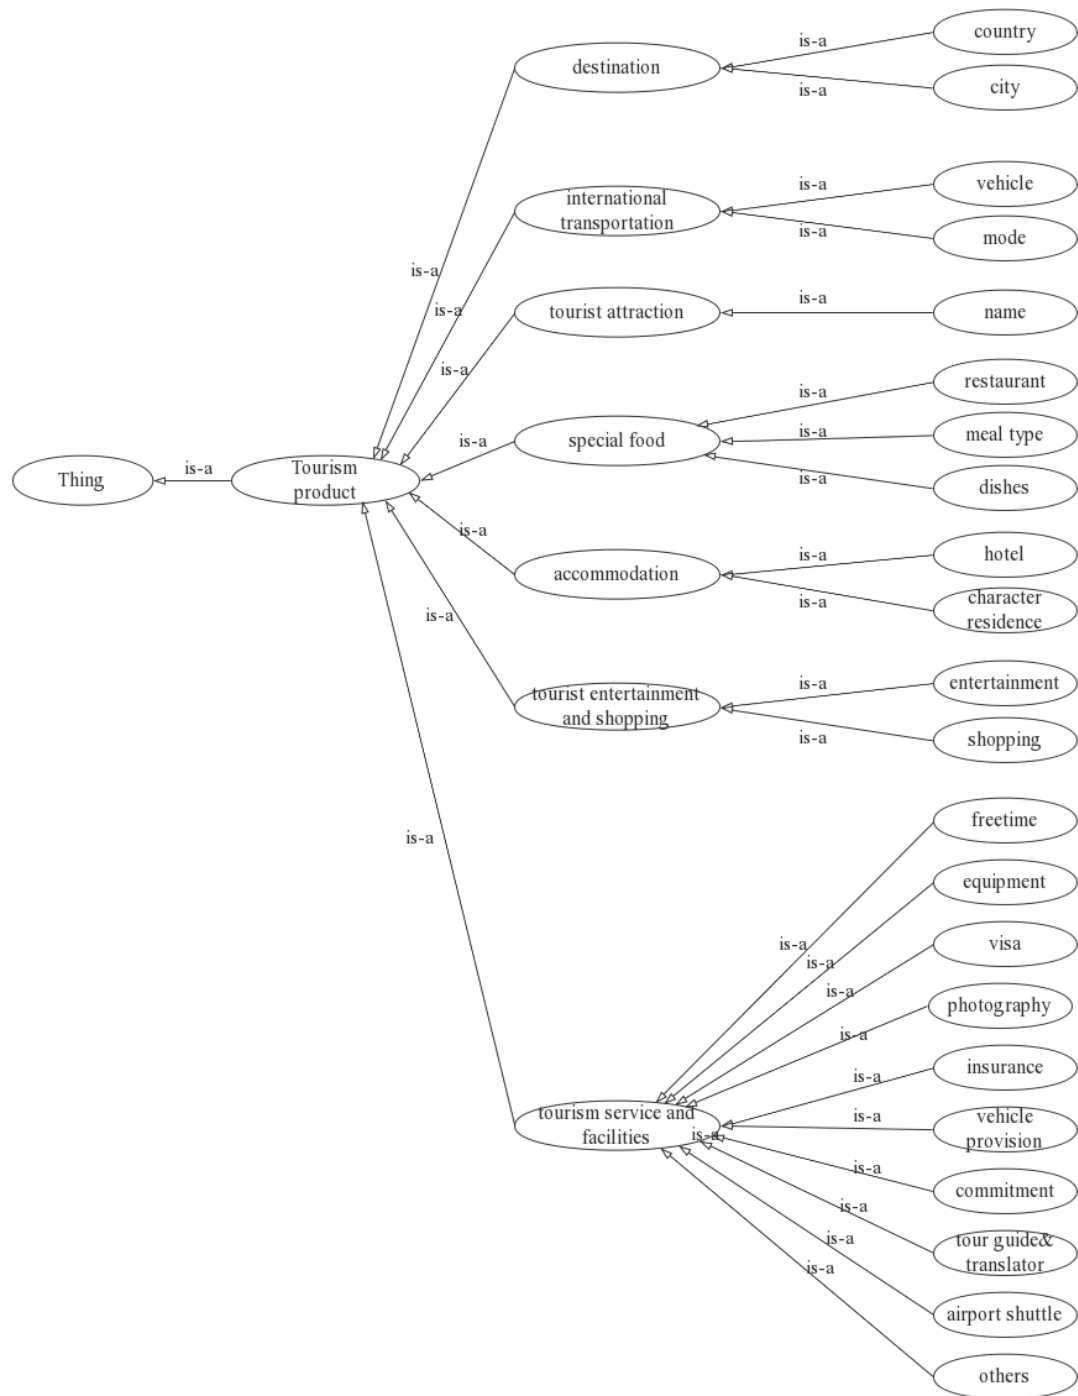 country
is-a
destination
is-a
city
vehicle
is-a
international
transportation
is-a
mode
is-a
is-a
is-a
tourist attraction
name
is-a
restaurant
is-a
is-a
special food
is-a
meal type
is-a
dishes
Thing
is-a
Tourism
product
is-a
hotel
is-a
accommodation
is-a
character
residence
is-a
entertainment
is-a
tourist entertainment
and shopping
is-a
shopping
freetime
is-a
equipment
visa
is-a
is-a
is-a
photography
is-a
insurance
is-a
tourism service and
facilities
is-a
is-a
vehicle
provision
is-a
commitment
is-a
tour guide&
translator
is-a
is-a
airport shuttle
others